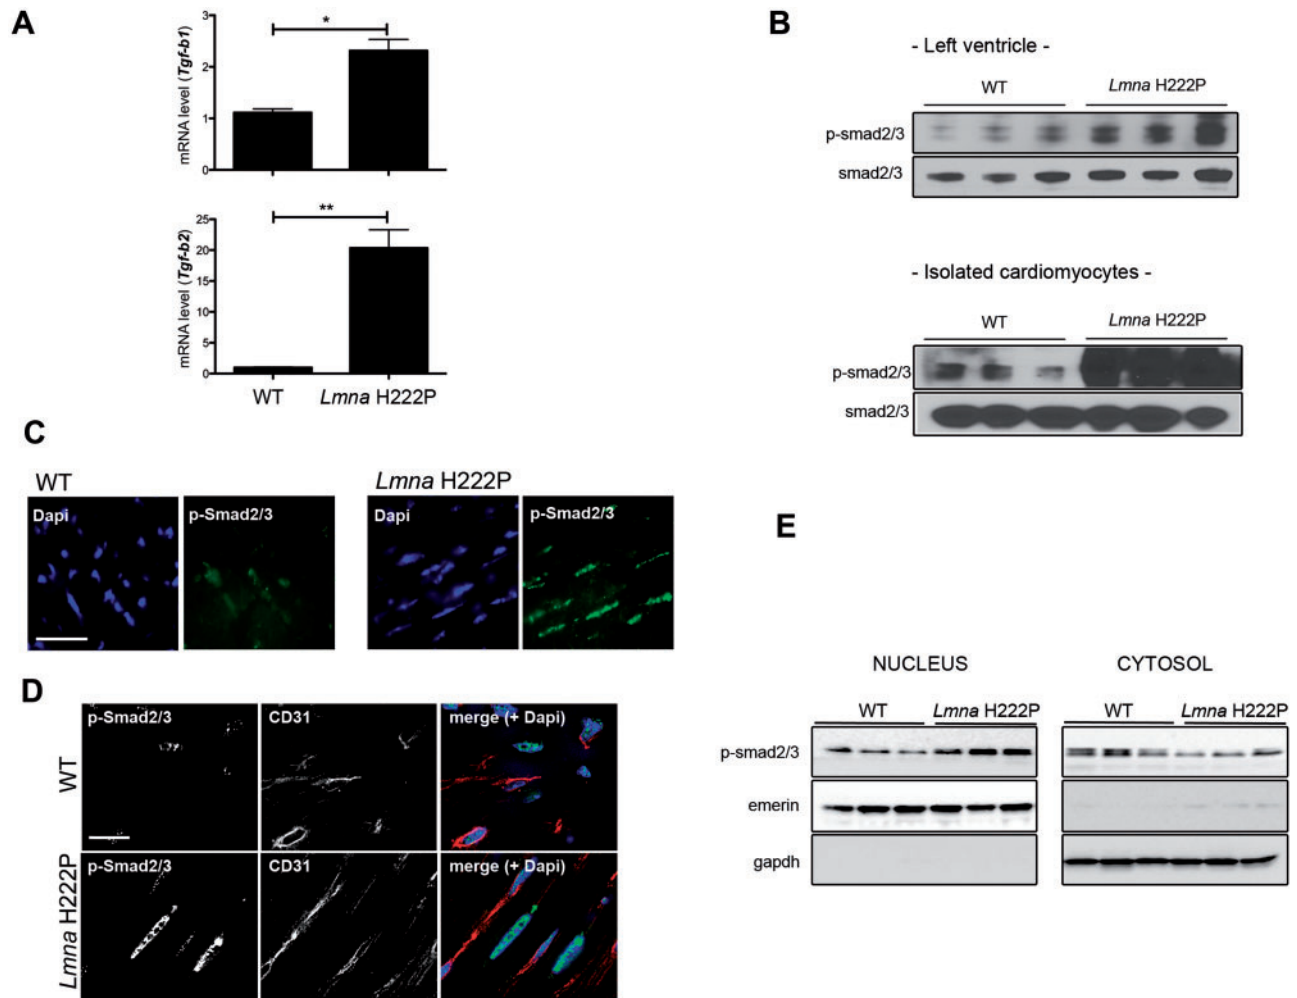 A
3
2
1
0
mRNA level (Tgf-b1)
*
25
20
15
10
5
0
mRNA level (Tgf-b2)
**
WT Lmna H222P
B
- Left ventricle -
WT Lmna H222P
p-smad2/3
smad2/3
- Isolated cardiomyocytes -
WT Lmna H222P
p-smad2/3
smad2/3
C
WT Lmna H222P
Dapi p-Smad2/3 Dapi p-Smad2/3
D
WT
p-Smad2/3 CD31 merge (+ Dapi)
Lmna H222P
p-Smad2/3 CD31 merge (+ Dapi)
E
NUCLEUS CYTOSOL
WT Lmna H222P WT Lmna H222P
p-smad2/3
emerin
gapdh